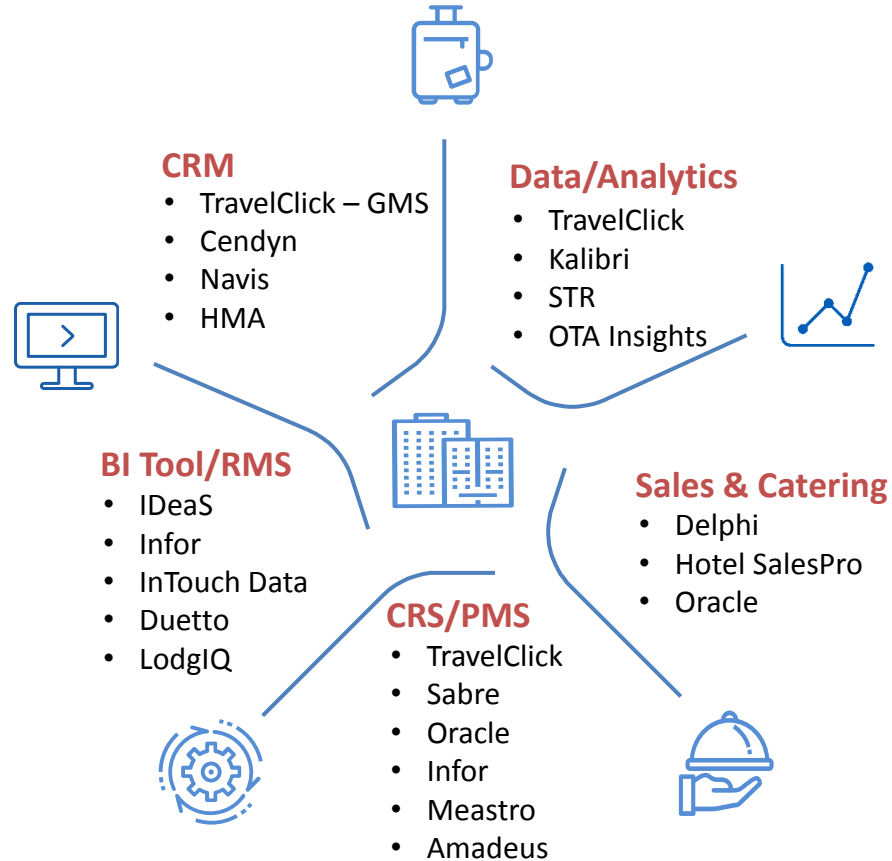 CRM
• TravelClick – GMS
• Cendyn
• Navis
• HMA
Data/Analytics
• TravelClick
• Kalibri
• STR
• OTA Insights
BI Tool/RMS
• IDeaS
• Infor
• InTouch Data
• Duetto
• LodgIQ
Sales & Catering
• Delphi
• Hotel SalesPro
• Oracle
CRS/PMS
• TravelClick
• Sabre
• Oracle
• Infor
• Meastro
• Amadeus